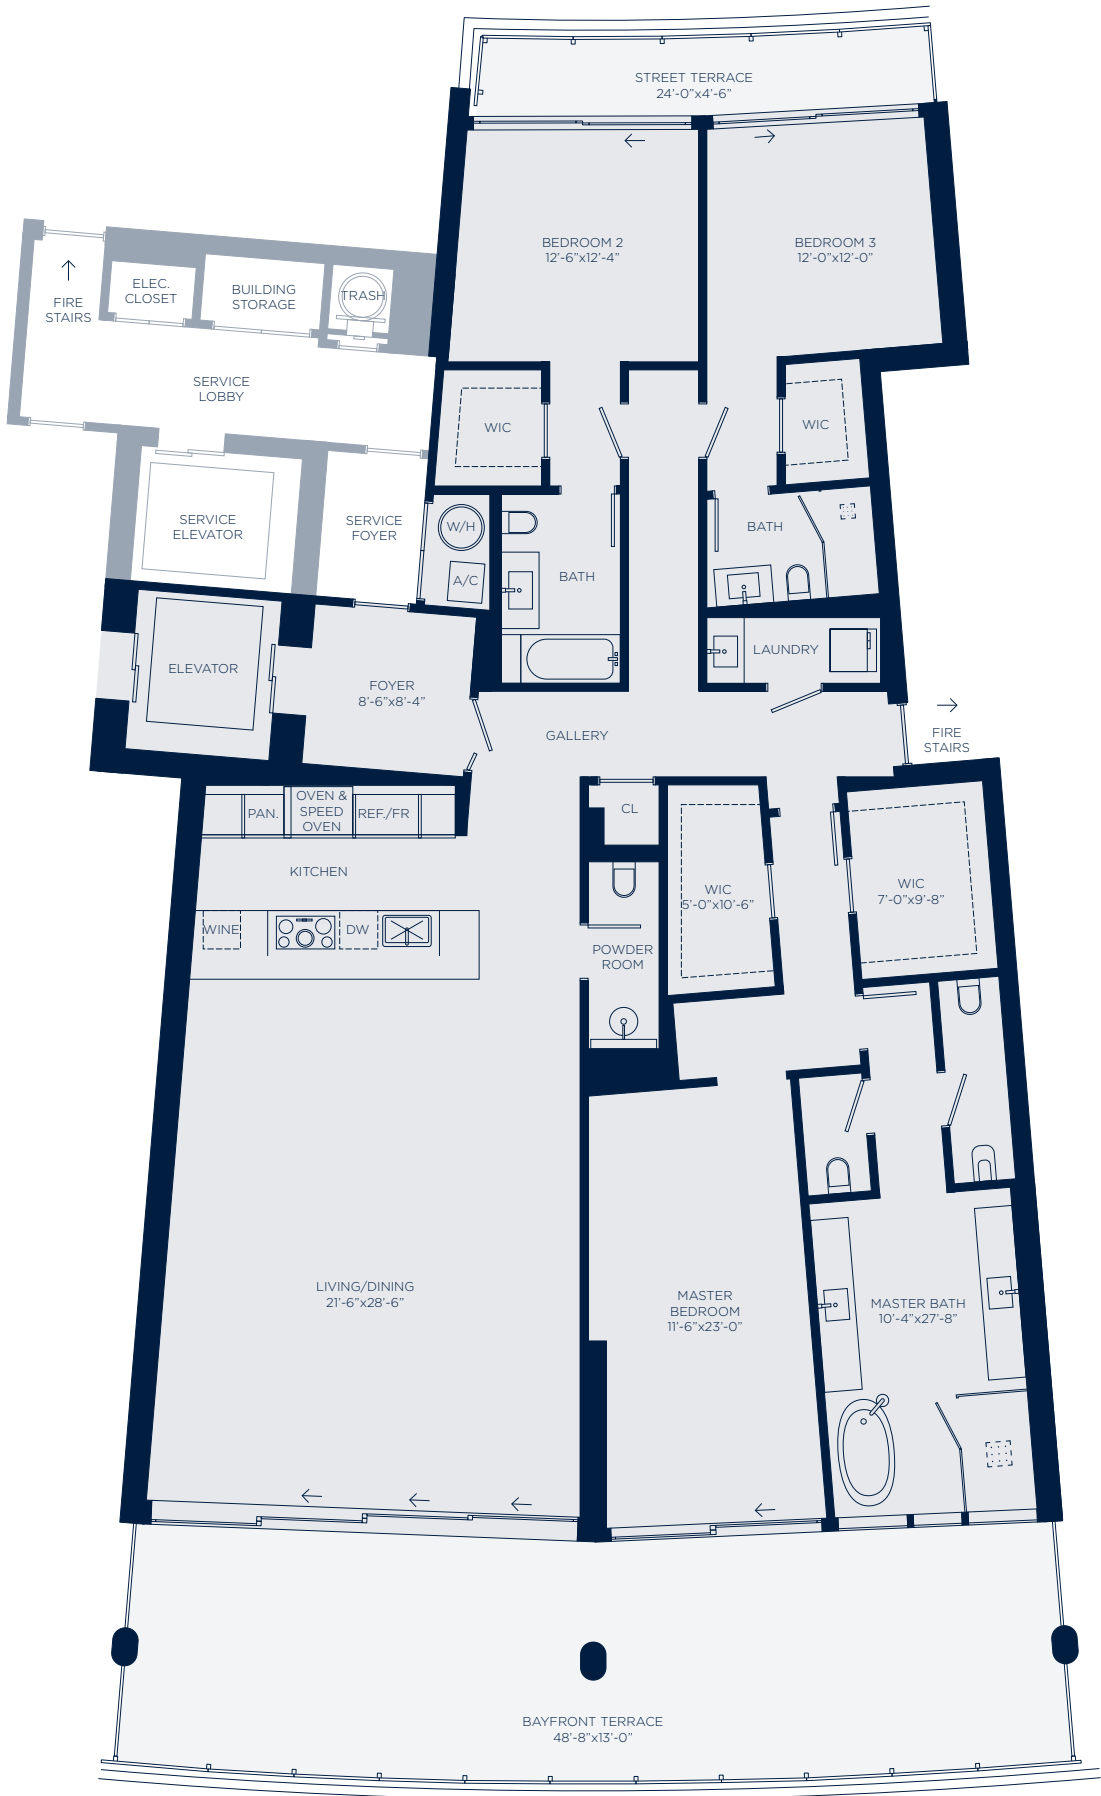 STREET TERRACE
24'-0"x4'-6"
BEDROOM 2
12'-6"x12'-4"
BEDROOM 3
12'-0"x12'-0"
ELEC.
CLOSET
BUILDING
STORAGE
TRASH
FIRE
STAIRS
SERVICE
LOBBY
WIC
WIC
SERVICE
ELEVATOR
SERVICE
FOYER
W/H
A/C
BATH
BATH
LAUNDRY
ELEVATOR
FOYER
8'-6"x8'-4"
GALLERY
FIRE
STAIRS
PAN.
OVEN &
SPEED
OVEN
REF./FR
CL
KITCHEN
WIC
5'-0"x10'-6"
WIC
7'-0"x9'-8"
WINE
DW
POWDER
ROOM
LIVING/DINING
21'-6"x28'-6"
MASTER
BEDROOM
11'-6"x23'-0"
MASTER BATH
10'-4"x27'-8"
BAYFRONT TERRACE
48'-8"x13'-0"